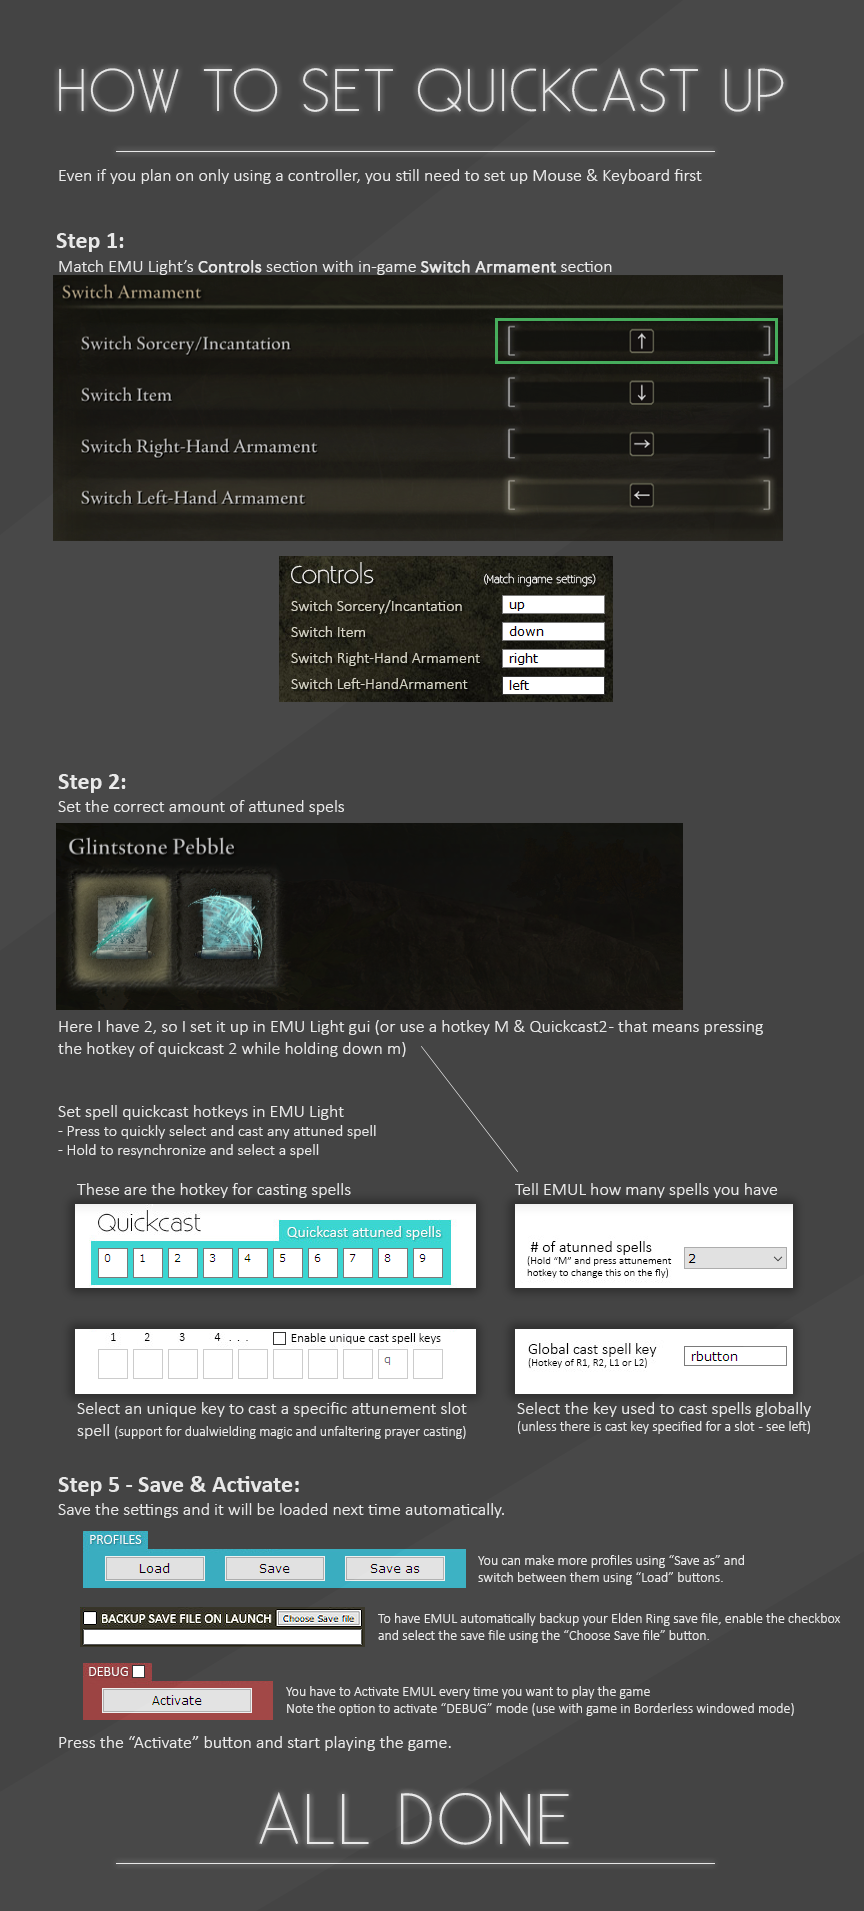 HOW TO SET QUICKCAST UP
Even if you plan on only using a controller, you still need to set up Mouse & Keyboard first
Step 1:
Match EMU Light's Controls section with in-game Switch Armament section
Switch Armament
Switch Sorcery/Incantation [ ↑ ]
Switch Item [ ↓ ]
Switch Right-Hand Armament [ → ]
Switch Left-Hand Armament [ ← ]
Controls (Match ingame settings)
Switch Sorcery/Incantation up
Switch Item down
Switch Right-Hand Armament right
Switch Left-HandArmament left
Step 2:
Set the correct amount of attuned spels
Glintstone Pebble
Here I have 2, so I set it up in EMU Light gui (or use a hotkey M & Quickcast2 - that means pressing
the hotkey of quickcast 2 while holding down m)
Set spell quickcast hotkeys in EMU Light
- Press to quickly select and cast any attuned spell
- Hold to resynchronize and select a spell
These are the hotkey for casting spells
Quickcast
Quickcast attuned spells
0 1 2 3 4 5 6 7 8 9
Tell EMUL how many spells you have
# of atunned spells
(Hold "M" and press attunement
hotkey to change this on the fly)
2
1 2 3 4 . . . Enable unique cast spell keys
q
Select an unique key to cast a specific attunement slot
spell (support for dualwielding magic and unfaltering prayer casting)
Global cast spell key
(Hotkey of R1, R2, L1 or L2)
rbutton
Select the key used to cast spells globally
(unless there is cast key specified for a slot - see left)
Step 5 - Save & Activate:
Save the settings and it will be loaded next time automatically.
PROFILES
Load Save Save as
You can make more profiles using "Save as" and
switch between them using "Load" buttons.
BACKUP SAVE FILE ON LAUNCH Choose Save file
To have EMUL automatically backup your Elden Ring save file, enable the checkbox
and select the save file using the "Choose Save file" button.
DEBUG
Activate
You have to Activate EMUL every time you want to play the game
Note the option to activate "DEBUG" mode (use with game in Borderless windowed mode)
Press the "Activate" button and start playing the game.
ALL DONE